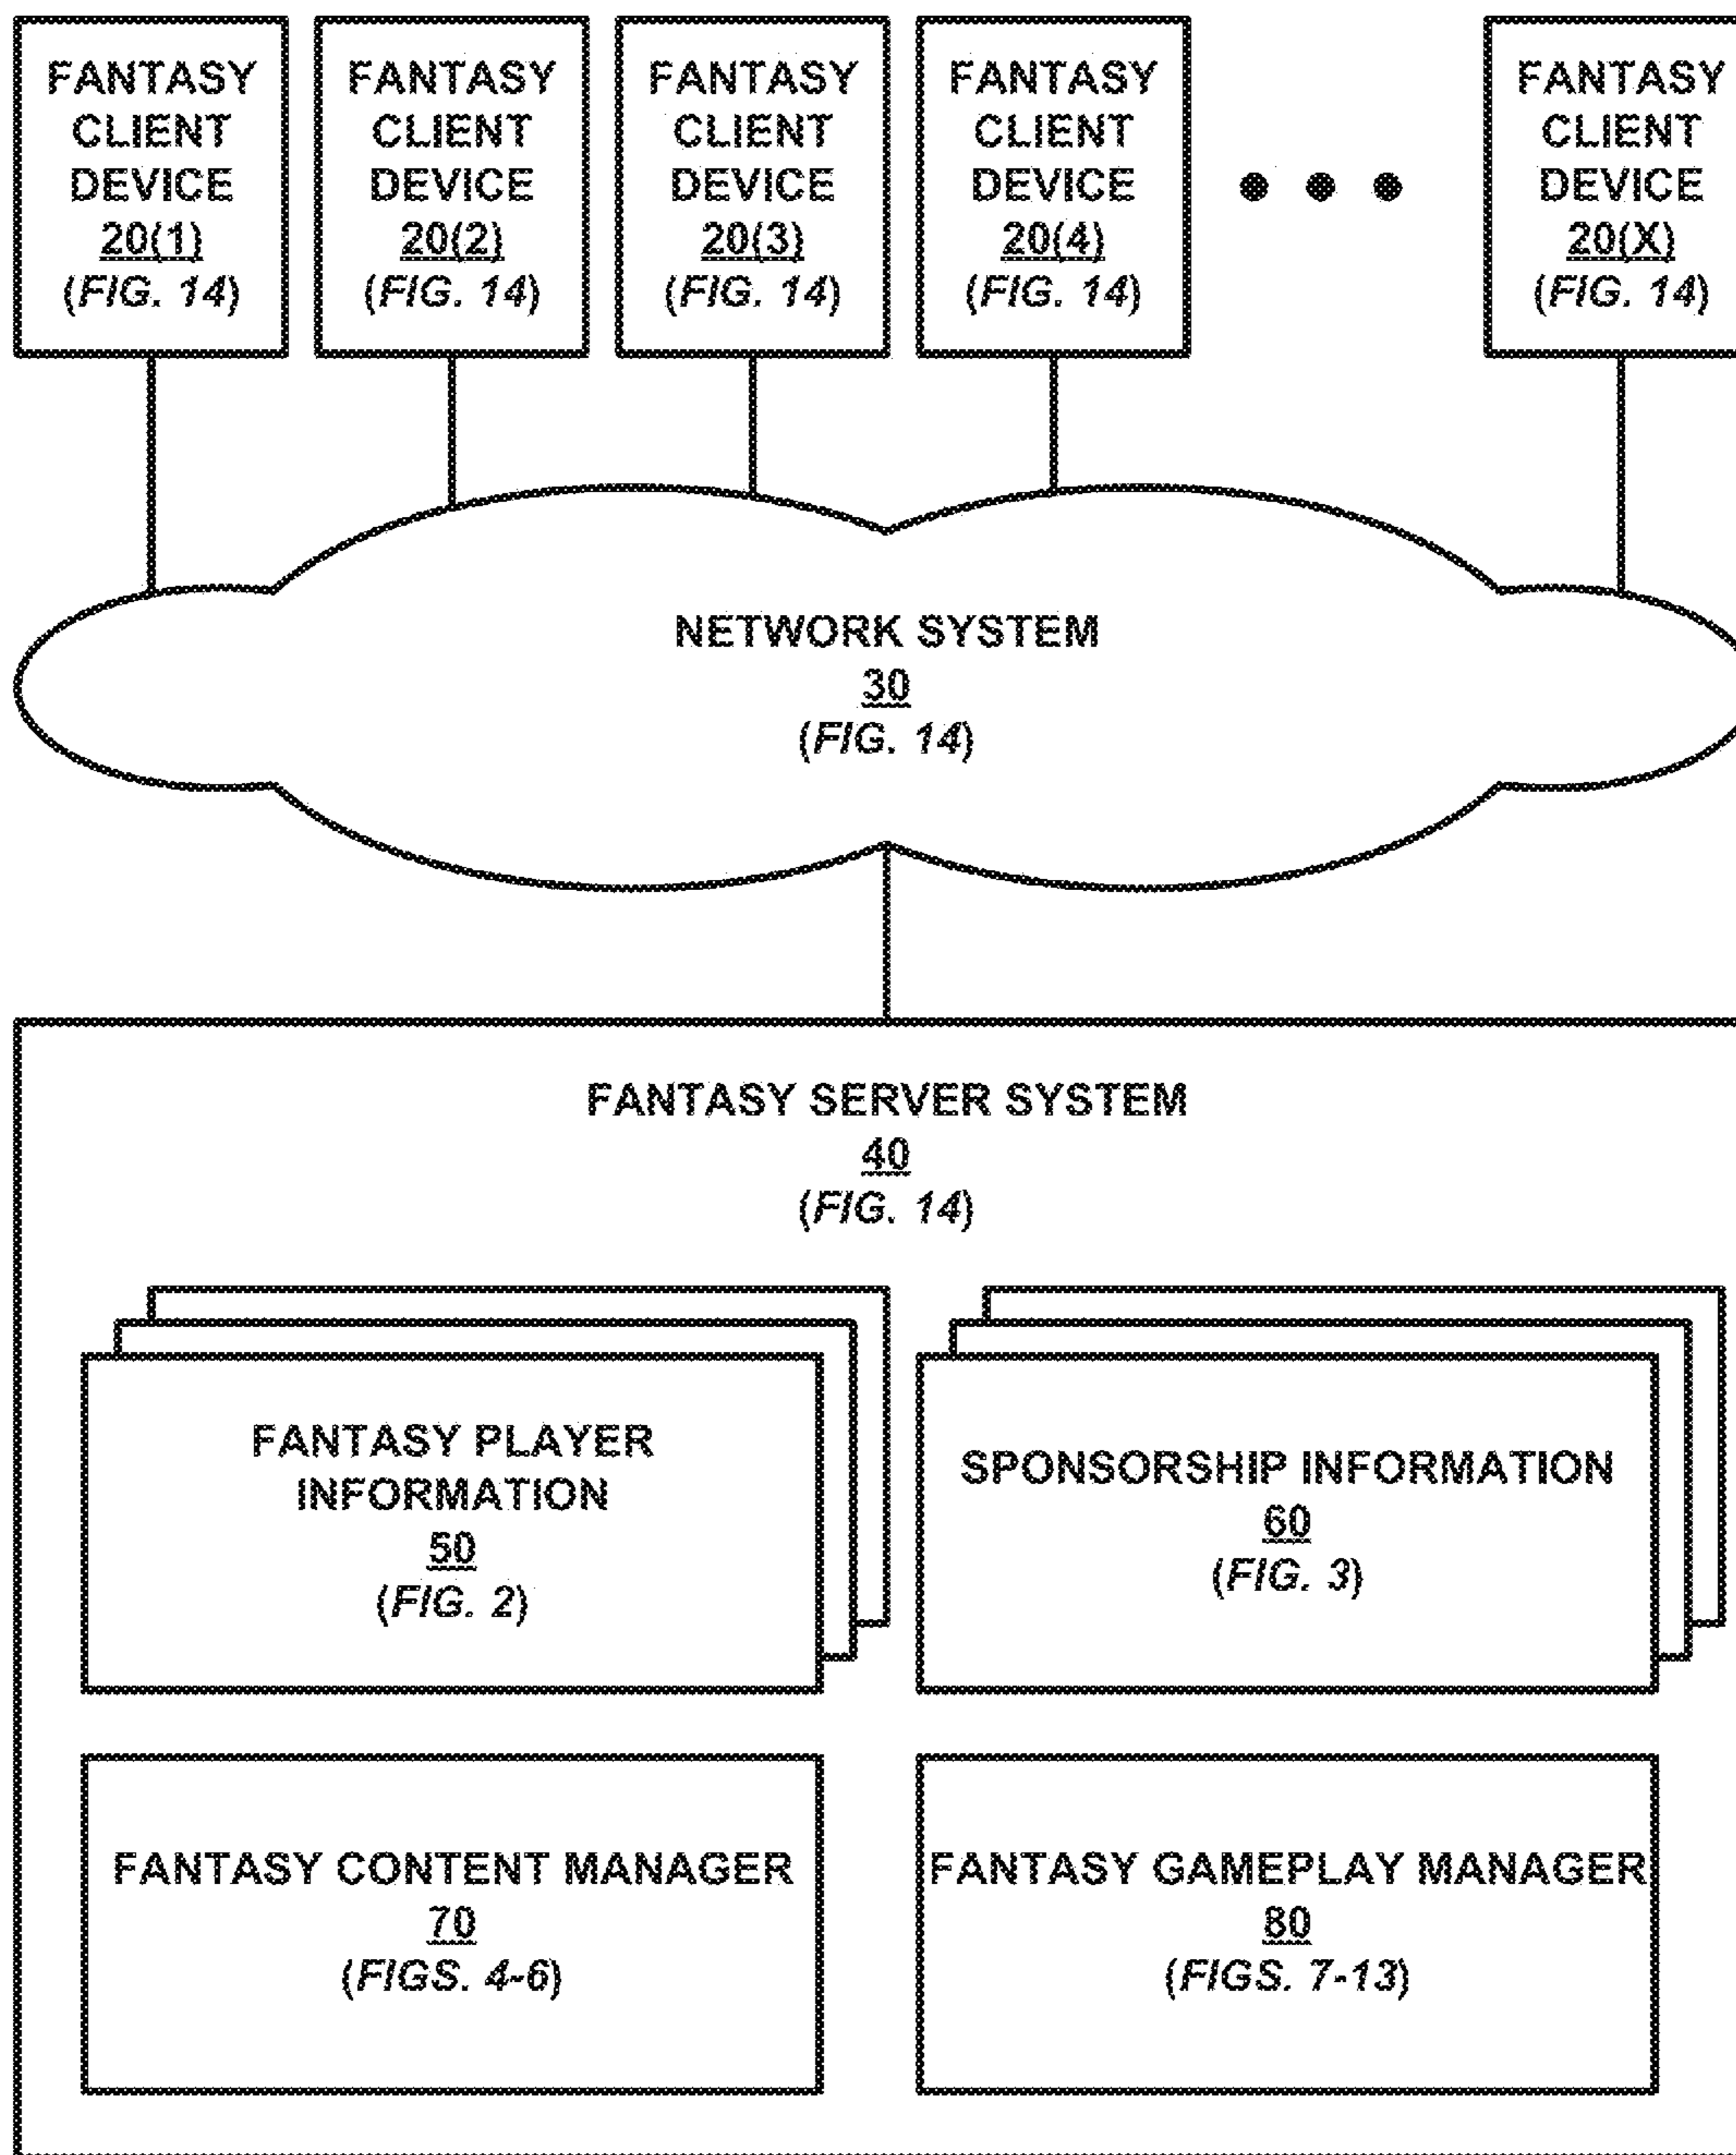 FANTASY
CLIENT
DEVICE
20(1)
(FIG. 14)
FANTASY
CLIENT
DEVICE
20(2)
(FIG. 14)
FANTASY
CLIENT
DEVICE
20(3)
(FIG. 14)
FANTASY
CLIENT
DEVICE
20(4)
(FIG. 14)
FANTASY
CLIENT
DEVICE
20(X)
(FIG. 14)
NETWORK SYSTEM
30
(FIG. 14)
FANTASY SERVER SYSTEM
40
(FIG. 14)
FANTASY PLAYER
INFORMATION
50
(FIG. 2)
SPONSORSHIP INFORMATION
60
(FIG. 3)
FANTASY CONTENT MANAGER
70
(FIGS. 4-6)
FANTASY GAMEPLAY MANAGER
80
(FIGS. 7-13)